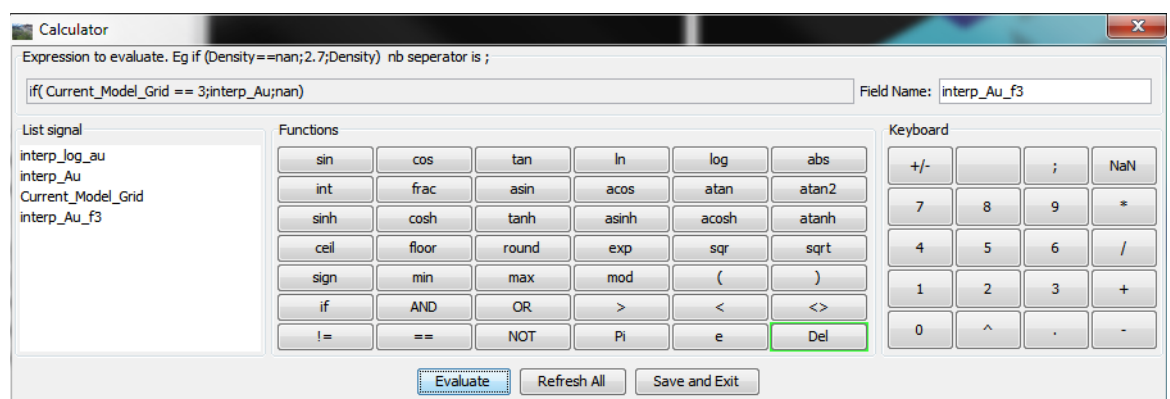 Calculator
Expression to evaluate. Eg if (Density==nan;2.7;Density) nb seperator is ;
if( Current_Model_Grid == 3;interp_Au;nan) Field Name: interp_Au_f3
List signal
interp_log_au
interp_Au
Current_Model_Grid
interp_Au_f3
Functions
sin cos tan ln log abs
int frac asin acos atan atan2
sinh cosh tanh asinh acosh atanh
ceil floor round exp sqr sqrt
sign min max mod ( )
if AND OR > < <>
!= == NOT Pi e Del
Keyboard
+/- ; NaN
7 8 9 *
4 5 6 /
1 2 3 +
0 ^ . -
Evaluate Refresh All Save and Exit